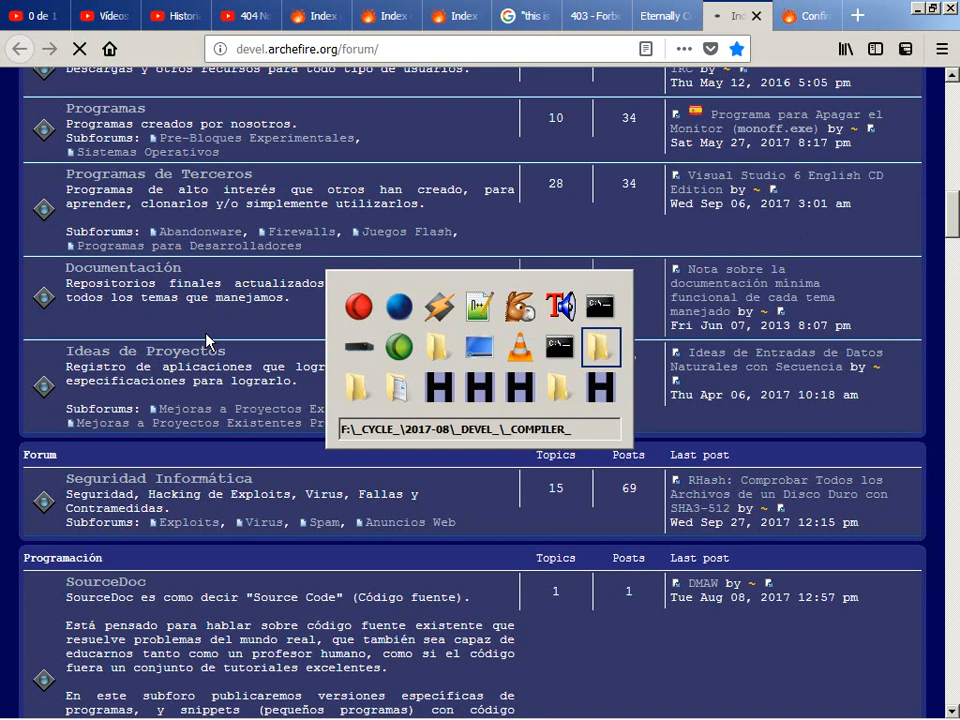 0 de 1
Vídeos
Histori
404 No
Index
Index
Index
"this is
403 - Forbi
Eternally C
Ind
Confir
devel.archefire.org/forum/
Descargas y otros recursos para todo tipo de usuarios.
IRC by ~
Thu May 12, 2016 5:05 pm
Programas
Programas creados por nosotros.
Subforums: Pre-Bloques Experimentales,
Sistemas Operativos
10
34
Programa para Apagar el
Monitor (monoff.exe) by ~
Sat May 27, 2017 8:17 pm
Programas de Terceros
Programas de alto interés que otros han creado, para
aprender, clonarlos y/o simplemente utilizarlos.
Subforums: Abandonware, Firewalls, Juegos Flash,
Programas para Desarrolladores
28
34
Visual Studio 6 English CD
Edition by ~
Wed Sep 06, 2017 3:01 am
Documentación
Repositorios finales actualizados
todos los temas que manejamos.
Nota sobre la
documentación mínima
funcional de cada tema
manejado by ~
Fri Jun 07, 2013 8:07 pm
Ideas de Proyectos
Registro de aplicaciones que logr
especificaciones para lograrlo.
Subforums: Mejoras a Proyectos Ex
Mejoras a Proyectos Existentes Pr
Ideas de Entradas de Datos
Naturales con Secuencia by ~
Thu Apr 06, 2017 10:18 am
F:\_CYCLE_\2017-08\_DEVEL_\_COMPILER_
Forum
Topics
Posts
Last post
Seguridad Informática
Seguridad, Hacking de Exploits, Virus, Fallas y
Contramedidas.
Subforums: Exploits, Virus, Spam, Anuncios Web
15
69
RHash: Comprobar Todos los
Archivos de un Disco Duro con
SHA3-512 by ~
Wed Sep 27, 2017 12:15 pm
Programación
Topics
Posts
Last post
SourceDoc
SourceDoc es como decir "Source Code" (Código fuente).
1
1
DMAW by ~
Tue Aug 08, 2017 12:57 pm
Está pensado para hablar sobre código fuente existente que
resuelve problemas del mundo real, que también sea capaz de
educarnos tanto como un profesor humano, como si el código
fuera un conjunto de tutoriales excelentes.
En este subforo publicaremos versiones específicas de
programas, y snippets (pequeños programas) con código